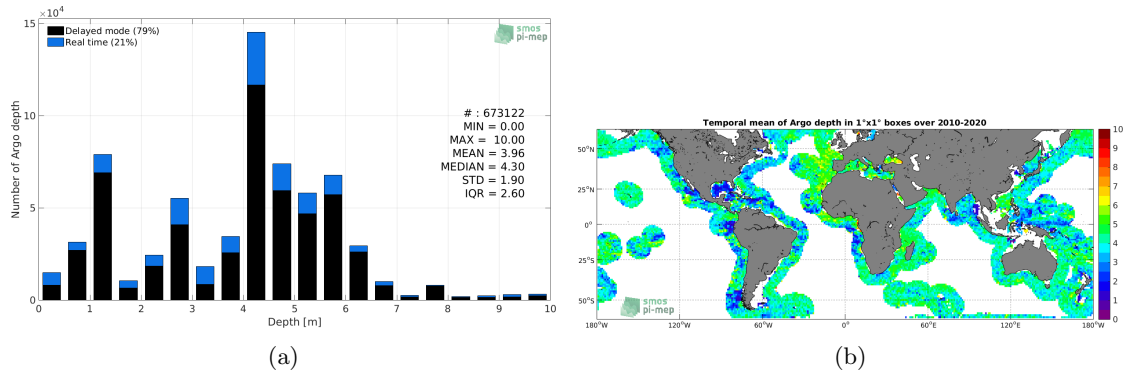 15 ×10⁴
10
5
0
Number of Argo depth
Delayed mode (79%)
Real time (21%)
smos
pi-mep
# : 673122
MIN = 0.00
MAX = 10.00
MEAN = 3.96
MEDIAN = 4.30
STD = 1.90
IQR = 2.60
0 1 2 3 4 5 6 7 8 9 10
Depth [m]
(a)
Temporal mean of Argo depth in 1°x1° boxes over 2010-2020
50°N
25°N
0°
25°S
50°S
smos
pi-mep
180°W 120°W 60°W 0° 60°E 120°E 180°W
10
9
8
7
6
5
4
3
2
1
0
(b)